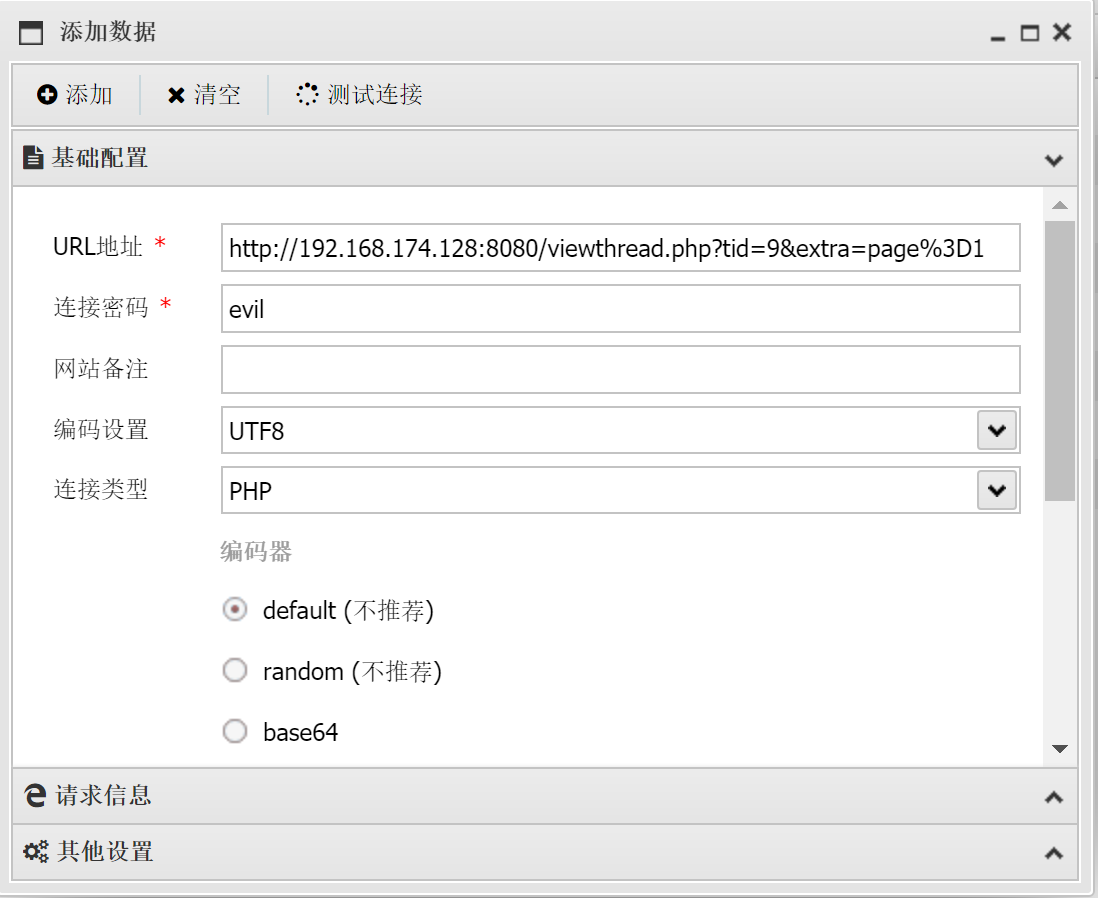 添加数据
添加 清空 测试连接
基础配置
URL地址 * http://192.168.174.128:8080/viewthread.php?tid=9&extra=page%3D1
连接密码 * evil
网站备注
编码设置 UTF8
连接类型 PHP
编码器
default (不推荐)
random (不推荐)
base64
请求信息
其他设置